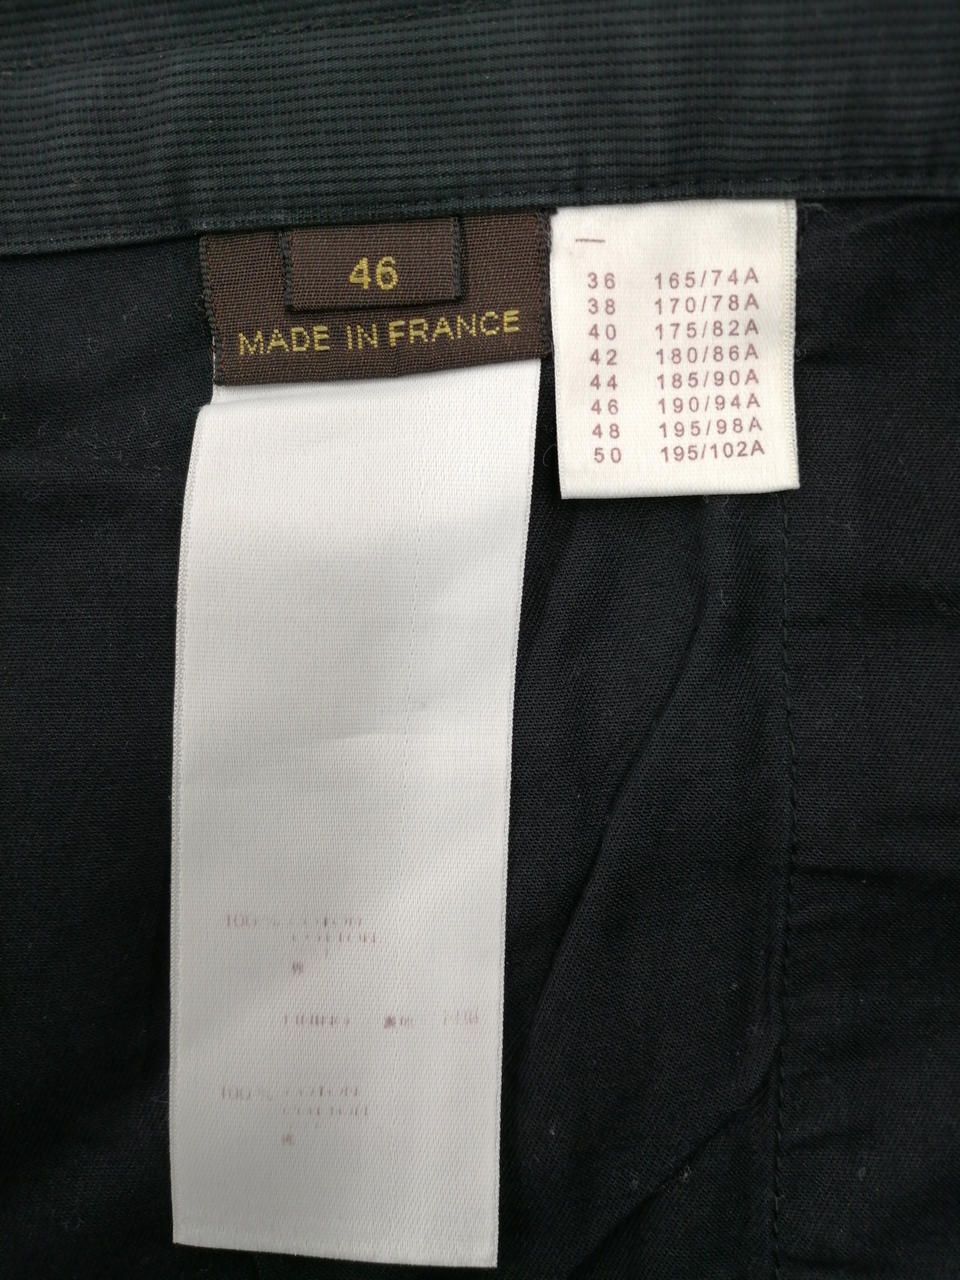 46
MADE IN FRANCE
36 165/74A
38 170/78A
40 175/82A
42 180/86A
44 185/90A
46 190/94A
48 195/98A
50 195/102A